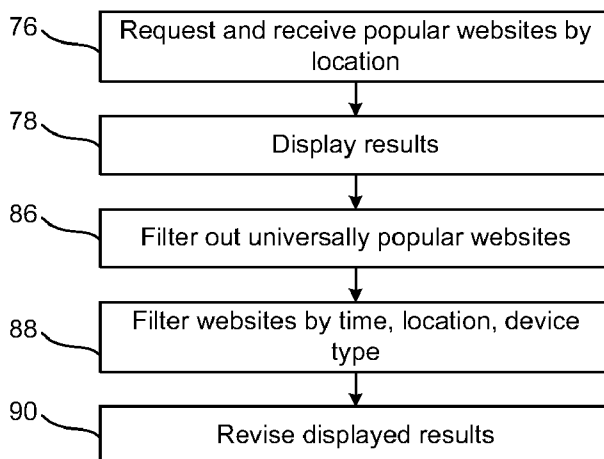 76
Request and receive popular websites by
location
78
Display results
86
Filter out universally popular websites
88
Filter websites by time, location, device
type
90
Revise displayed results